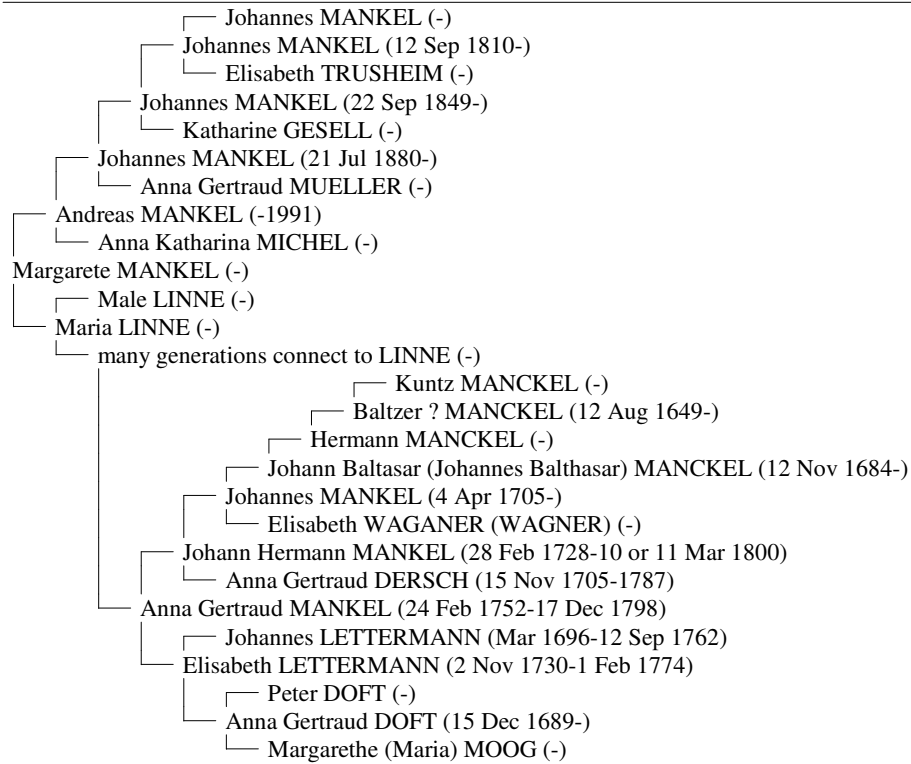 Johannes MANKEL (-)
Johannes MANKEL (12 Sep 1810-)
Elisabeth TRUSHEIM (-)
Johannes MANKEL (22 Sep 1849-)
Katharine GESELL (-)
Johannes MANKEL (21 Jul 1880-)
Anna Gertraud MUELLER (-)
Andreas MANKEL (-1991)
Anna Katharina MICHEL (-)
Margarete MANKEL (-)
Male LINNE (-)
Maria LINNE (-)
many generations connect to LINNE (-)
Kuntz MANCKEL (-)
Baltzer ? MANCKEL (12 Aug 1649-)
Hermann MANCKEL (-)
Johann Baltasar (Johannes Balthasar) MANCKEL (12 Nov 1684-)
Johannes MANKEL (4 Apr 1705-)
Elisabeth WAGANER (WAGNER) (-)
Johann Hermann MANKEL (28 Feb 1728-10 or 11 Mar 1800)
Anna Gertraud DERSCH (15 Nov 1705-1787)
Anna Gertraud MANKEL (24 Feb 1752-17 Dec 1798)
Johannes LETTERMANN (Mar 1696-12 Sep 1762)
Elisabeth LETTERMANN (2 Nov 1730-1 Feb 1774)
Peter DOFT (-)
Anna Gertraud DOFT (15 Dec 1689-)
Margarethe (Maria) MOOG (-)